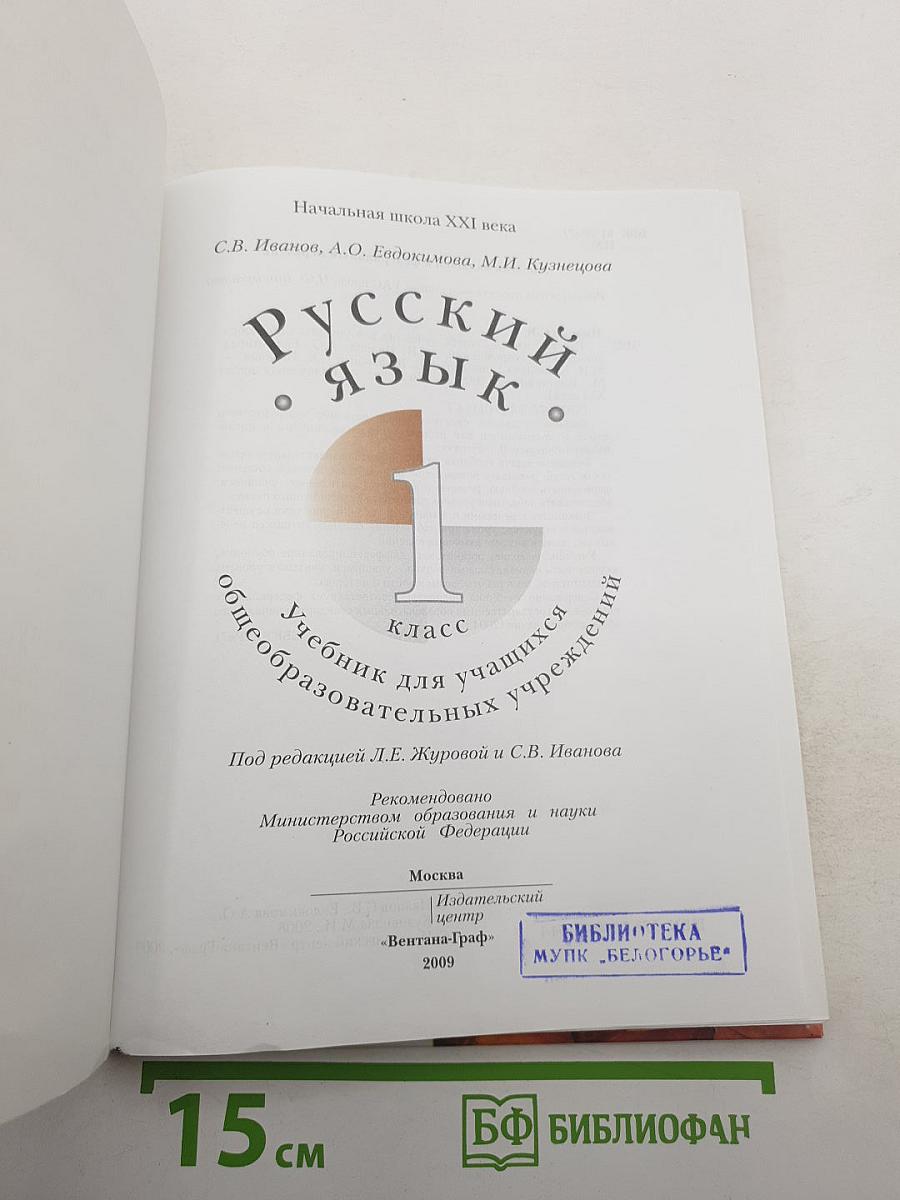 Начальная школа XXI века
С.В. Иванов, А.О. Евдокимова, М.И. Кузнецова
Русский
язык
1
класс
Учебник для учащихся
общеобразовательных учреждений
Под редакцией Л.Е. Журовой и С.В. Иванова
Рекомендовано
Министерством образования и науки
Российской Федерации
Москва
Издательский
центр
«Вентана-Граф»
2009
БИБЛИОТЕКА
МУПК „БЕЛОГОРЬЕ"
15 см
БФ БИБЛИОФАН